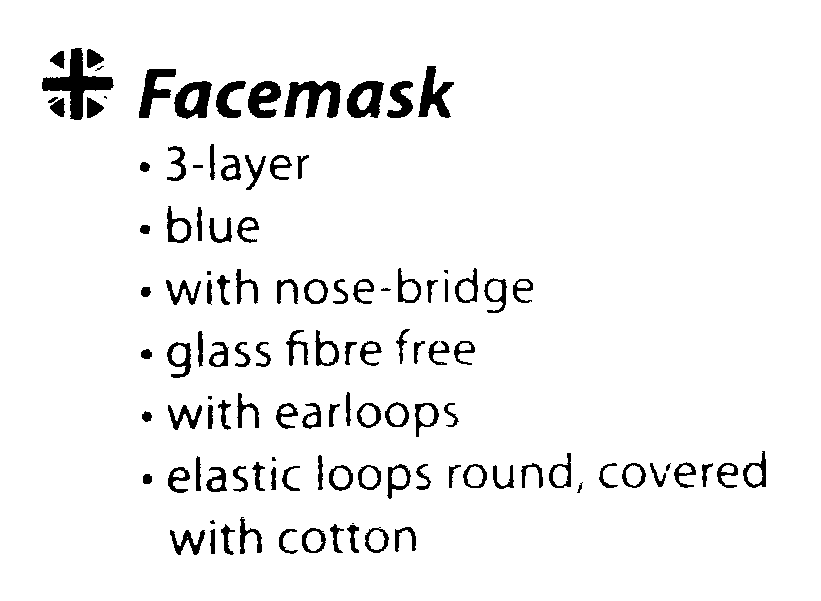 Facemask
• 3-layer
• blue
• with nose-bridge
• glass fibre free
• with earloops
• elastic loops round, covered
with cotton